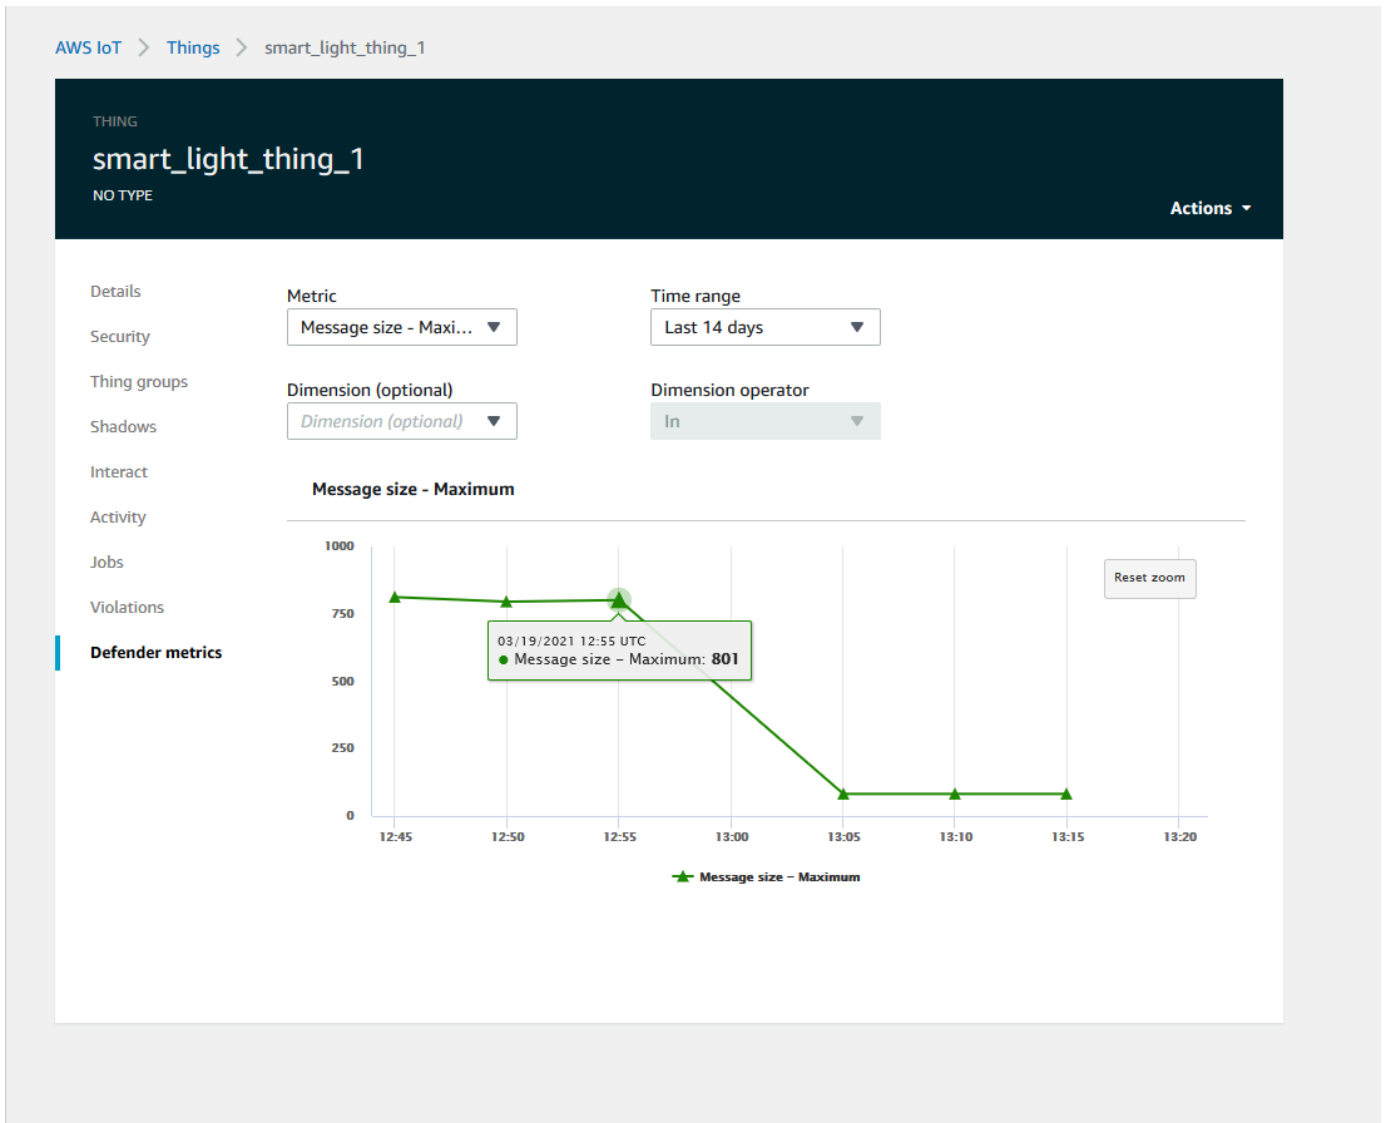 AWS IoT > Things > smart_light_thing_1
THING
smart_light_thing_1
NO TYPE
Actions
Details
Security
Thing groups
Shadows
Interact
Activity
Jobs
Violations
Defender metrics
Metric
Time range
Message size - Maxi...
Last 14 days
Dimension (optional)
Dimension operator
Dimension (optional)
In
Message size - Maximum
1000
750
500
250
0
Reset zoom
03/19/2021 12:55 UTC
Message size – Maximum: 801
12:45 12:50 12:55 13:00 13:05 13:10 13:15 13:20
Message size – Maximum